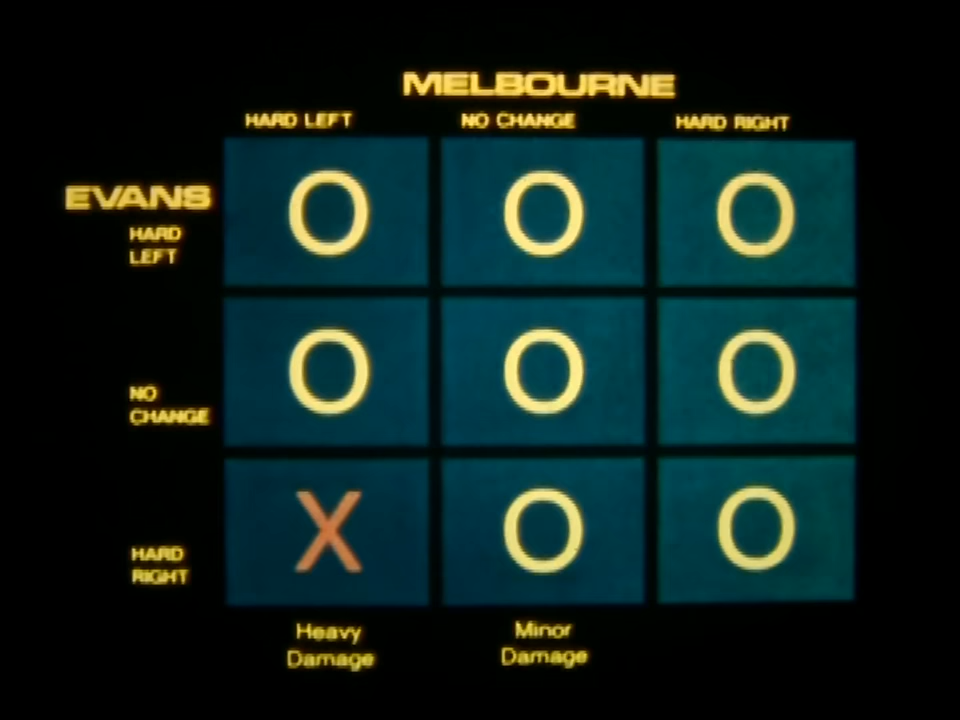 MELBOURNE
HARD LEFT NO CHANGE HARD RIGHT
EVANS
HARD
LEFT
O O O
NO
CHANGE
O O O
HARD
RIGHT
X O O
Heavy
Damage
Minor
Damage